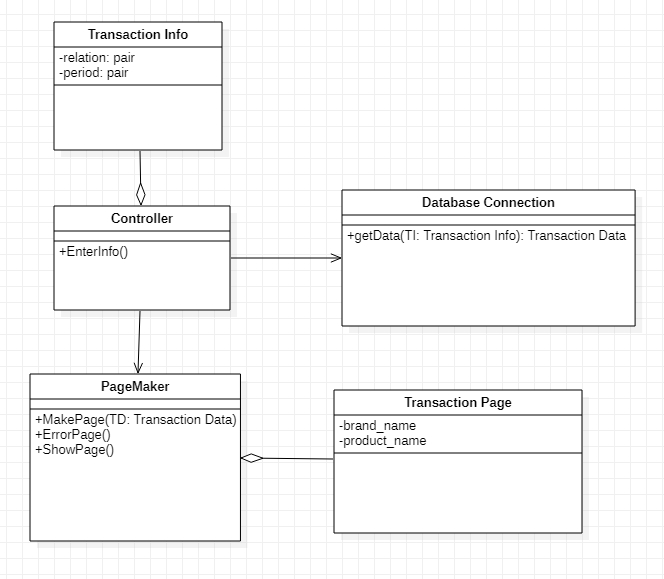 Transaction Info
-relation: pair
-period: pair
Controller
+EnterInfo()
Database Connection
+getData(TI: Transaction Info): Transaction Data
PageMaker
+MakePage(TD: Transaction Data)
+ErrorPage()
+ShowPage()
Transaction Page
-brand_name
-product_name